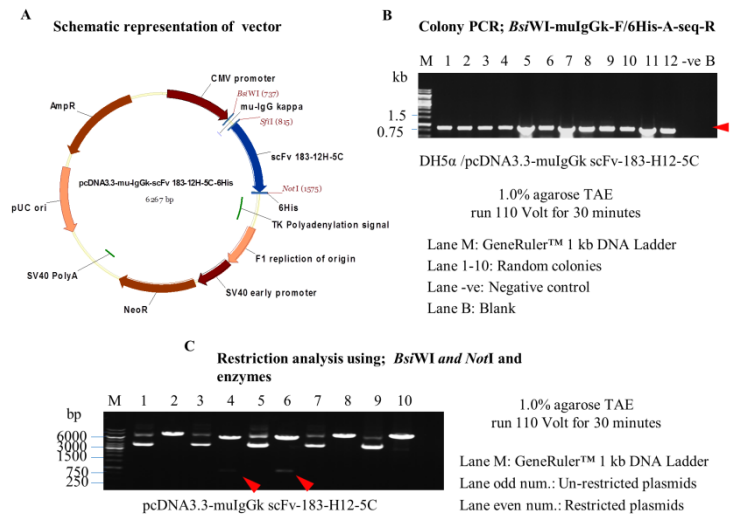 A
Schematic representation of vector
CMV promoter
BsiWI (737)
mu-IgG kappa
SfiI (815)
AmpR
scFv 183-12H-5C
pcDNA3.3-mu-IgGk-scFv 183-12H-5C-6His
6267 bp
NotI (1575)
6His
TK Polyadenylation signal
pUC ori
F1 repliction of origin
SV40 PolyA
SV40 early promoter
NeoR
B
Colony PCR; BsiWI-muIgGk-F/6His-A-seq-R
M 1 2 3 4 5 6 7 8 9 10 11 12 -ve B
kb
1.5
0.75
DH5α /pcDNA3.3-muIgGk scFv-183-H12-5C
1.0% agarose TAE
run 110 Volt for 30 minutes
Lane M: GeneRuler™ 1 kb DNA Ladder
Lane 1-10: Random colonies
Lane -ve: Negative control
Lane B: Blank
C
Restriction analysis using; BsiWI and NotI and
enzymes
M 1 2 3 4 5 6 7 8 9 10
bp
6000
3000
1500
750
250
pcDNA3.3-muIgGk scFv-183-H12-5C
1.0% agarose TAE
run 110 Volt for 30 minutes
Lane M: GeneRuler™ 1 kb DNA Ladder
Lane odd num.: Un-restricted plasmids
Lane even num.: Restricted plasmids